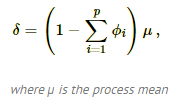 δ = (1 − ∑_{i=1}^{p} ϕ_i) μ ,
where μ is the process mean